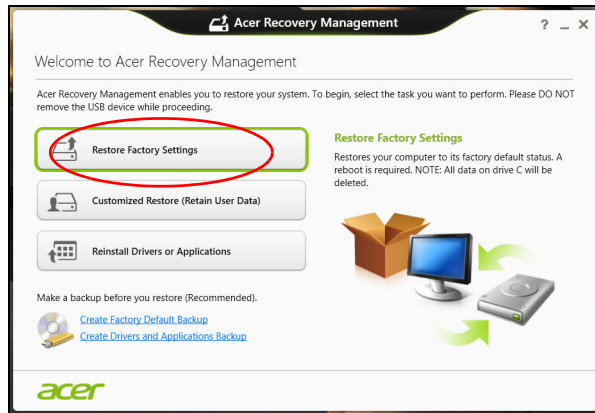 Acer Recovery Management
? _ ×
Welcome to Acer Recovery Management
Acer Recovery Management enables you to restore your system. To begin, select the task you want to perform. Please DO NOT
remove the USB device while proceeding.
Restore Factory Settings
Restore Factory Settings
Restores your computer to its factory default status. A
reboot is required. NOTE: All data on drive C will be
deleted.
Customized Restore (Retain User Data)
Reinstall Drivers or Applications
Make a backup before you restore (Recommended).
Create Factory Default Backup
Create Drivers and Applications Backup
acer